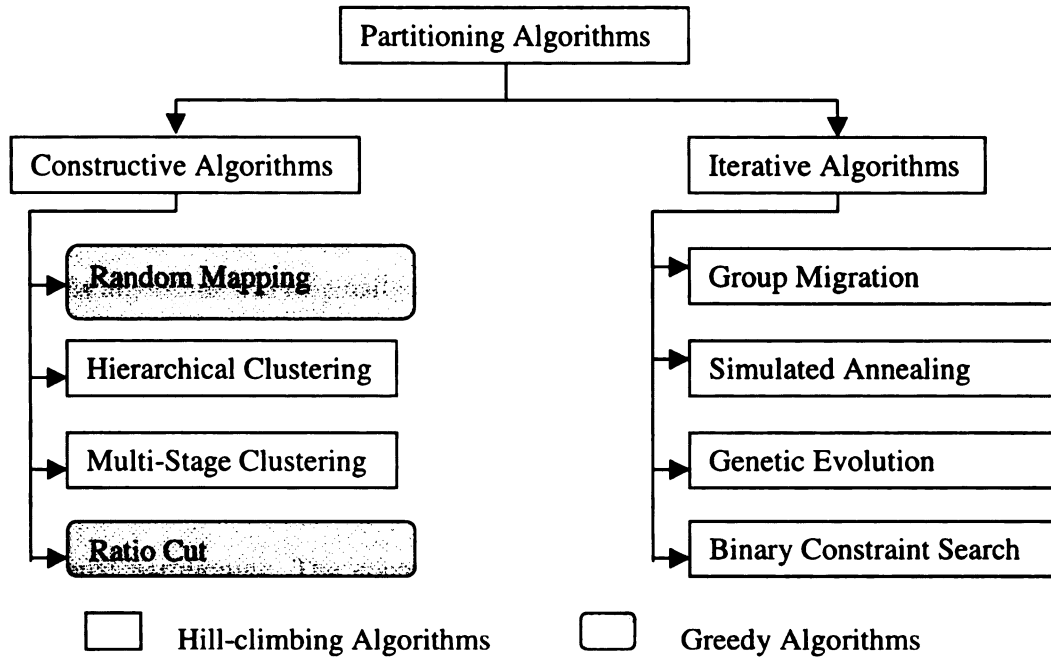 Partitioning Algorithms
Constructive Algorithms
Iterative Algorithms
Random Mapping
Hierarchical Clustering
Multi-Stage Clustering
Ratio Cut
Group Migration
Simulated Annealing
Genetic Evolution
Binary Constraint Search
Hill-climbing Algorithms
Greedy Algorithms